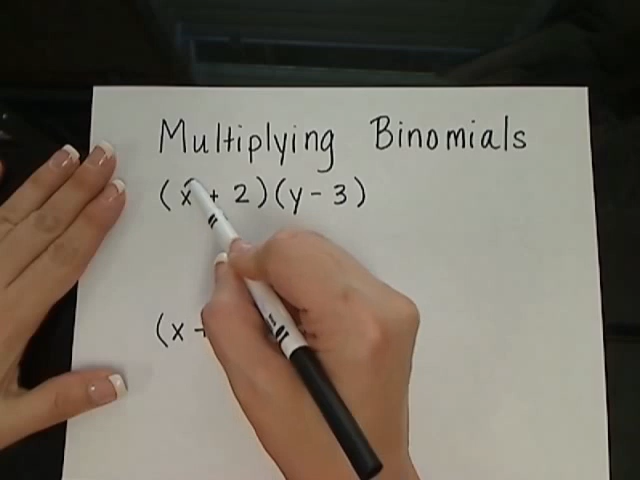 Multiplying Binomials
(x + 2)(y - 3)
(x +